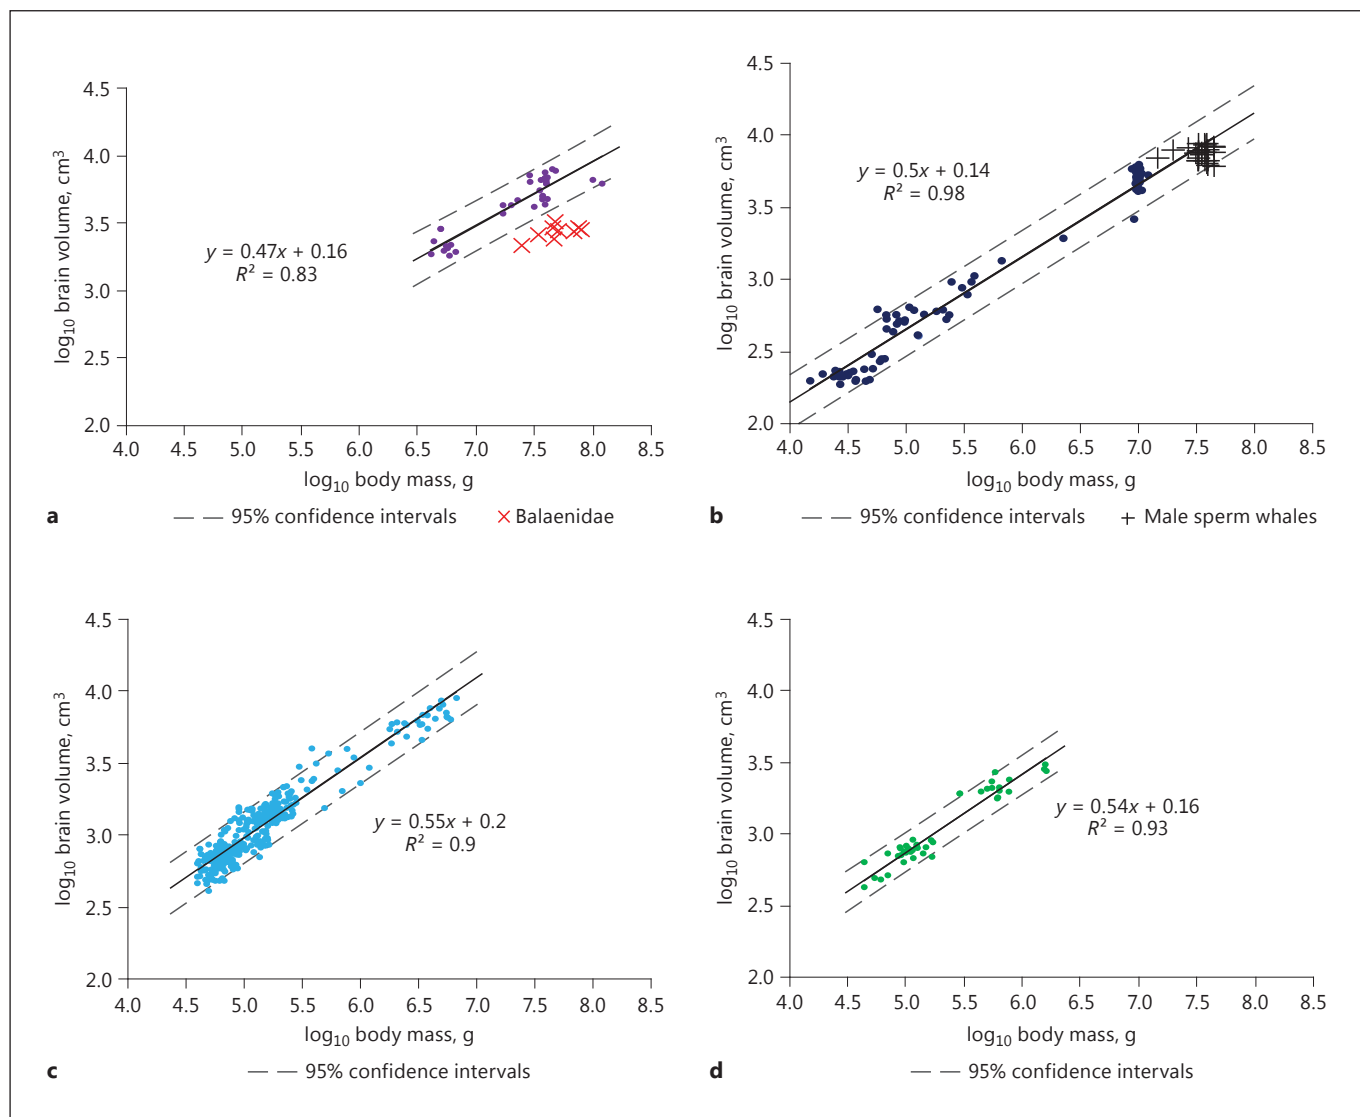 4.5
4.0
3.5
3.0
2.5
2.0
log₁₀ brain volume, cm³
y = 0.47x + 0.16
R² = 0.83
4.0 4.5 5.0 5.5 6.0 6.5 7.0 7.5 8.0 8.5
log₁₀ body mass, g
a — — 95% confidence intervals × Balaenidae
4.5
4.0
3.5
3.0
2.5
2.0
log₁₀ brain volume, cm³
y = 0.5x + 0.14
R² = 0.98
4.0 4.5 5.0 5.5 6.0 6.5 7.0 7.5 8.0 8.5
log₁₀ body mass, g
b — — 95% confidence intervals + Male sperm whales
4.5
4.0
3.5
3.0
2.5
2.0
log₁₀ brain volume, cm³
y = 0.55x + 0.2
R² = 0.9
4.0 4.5 5.0 5.5 6.0 6.5 7.0 7.5 8.0 8.5
log₁₀ body mass, g
c — — 95% confidence intervals
4.5
4.0
3.5
3.0
2.5
2.0
log₁₀ brain volume, cm³
y = 0.54x + 0.16
R² = 0.93
4.0 4.5 5.0 5.5 6.0 6.5 7.0 7.5 8.0 8.5
log₁₀ body mass, g
d — — 95% confidence intervals